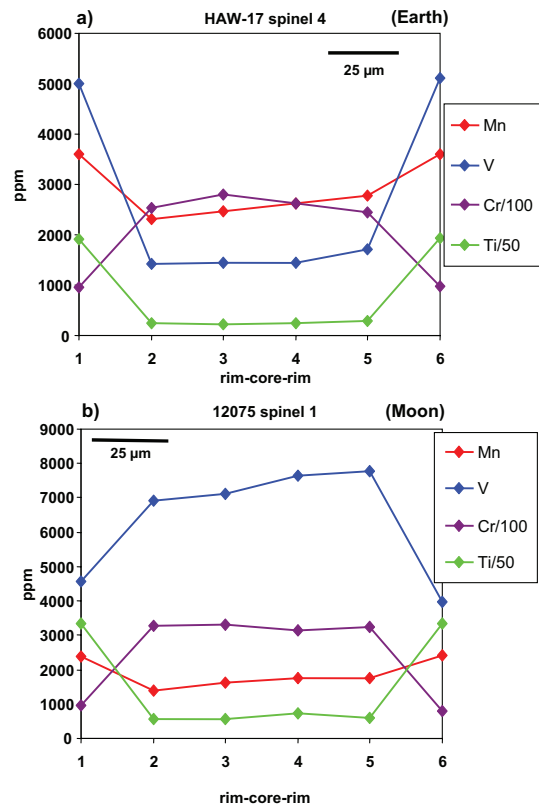 a) HAW-17 spinel 4 (Earth)
6000
5000
4000
3000
2000
1000
0
ppm
25 µm
Mn
V
Cr/100
Ti/50
1 2 3 4 5 6
rim-core-rim
b) 12075 spinel 1 (Moon)
9000
8000
7000
6000
5000
4000
3000
2000
1000
0
ppm
25 µm
Mn
V
Cr/100
Ti/50
1 2 3 4 5 6
rim-core-rim